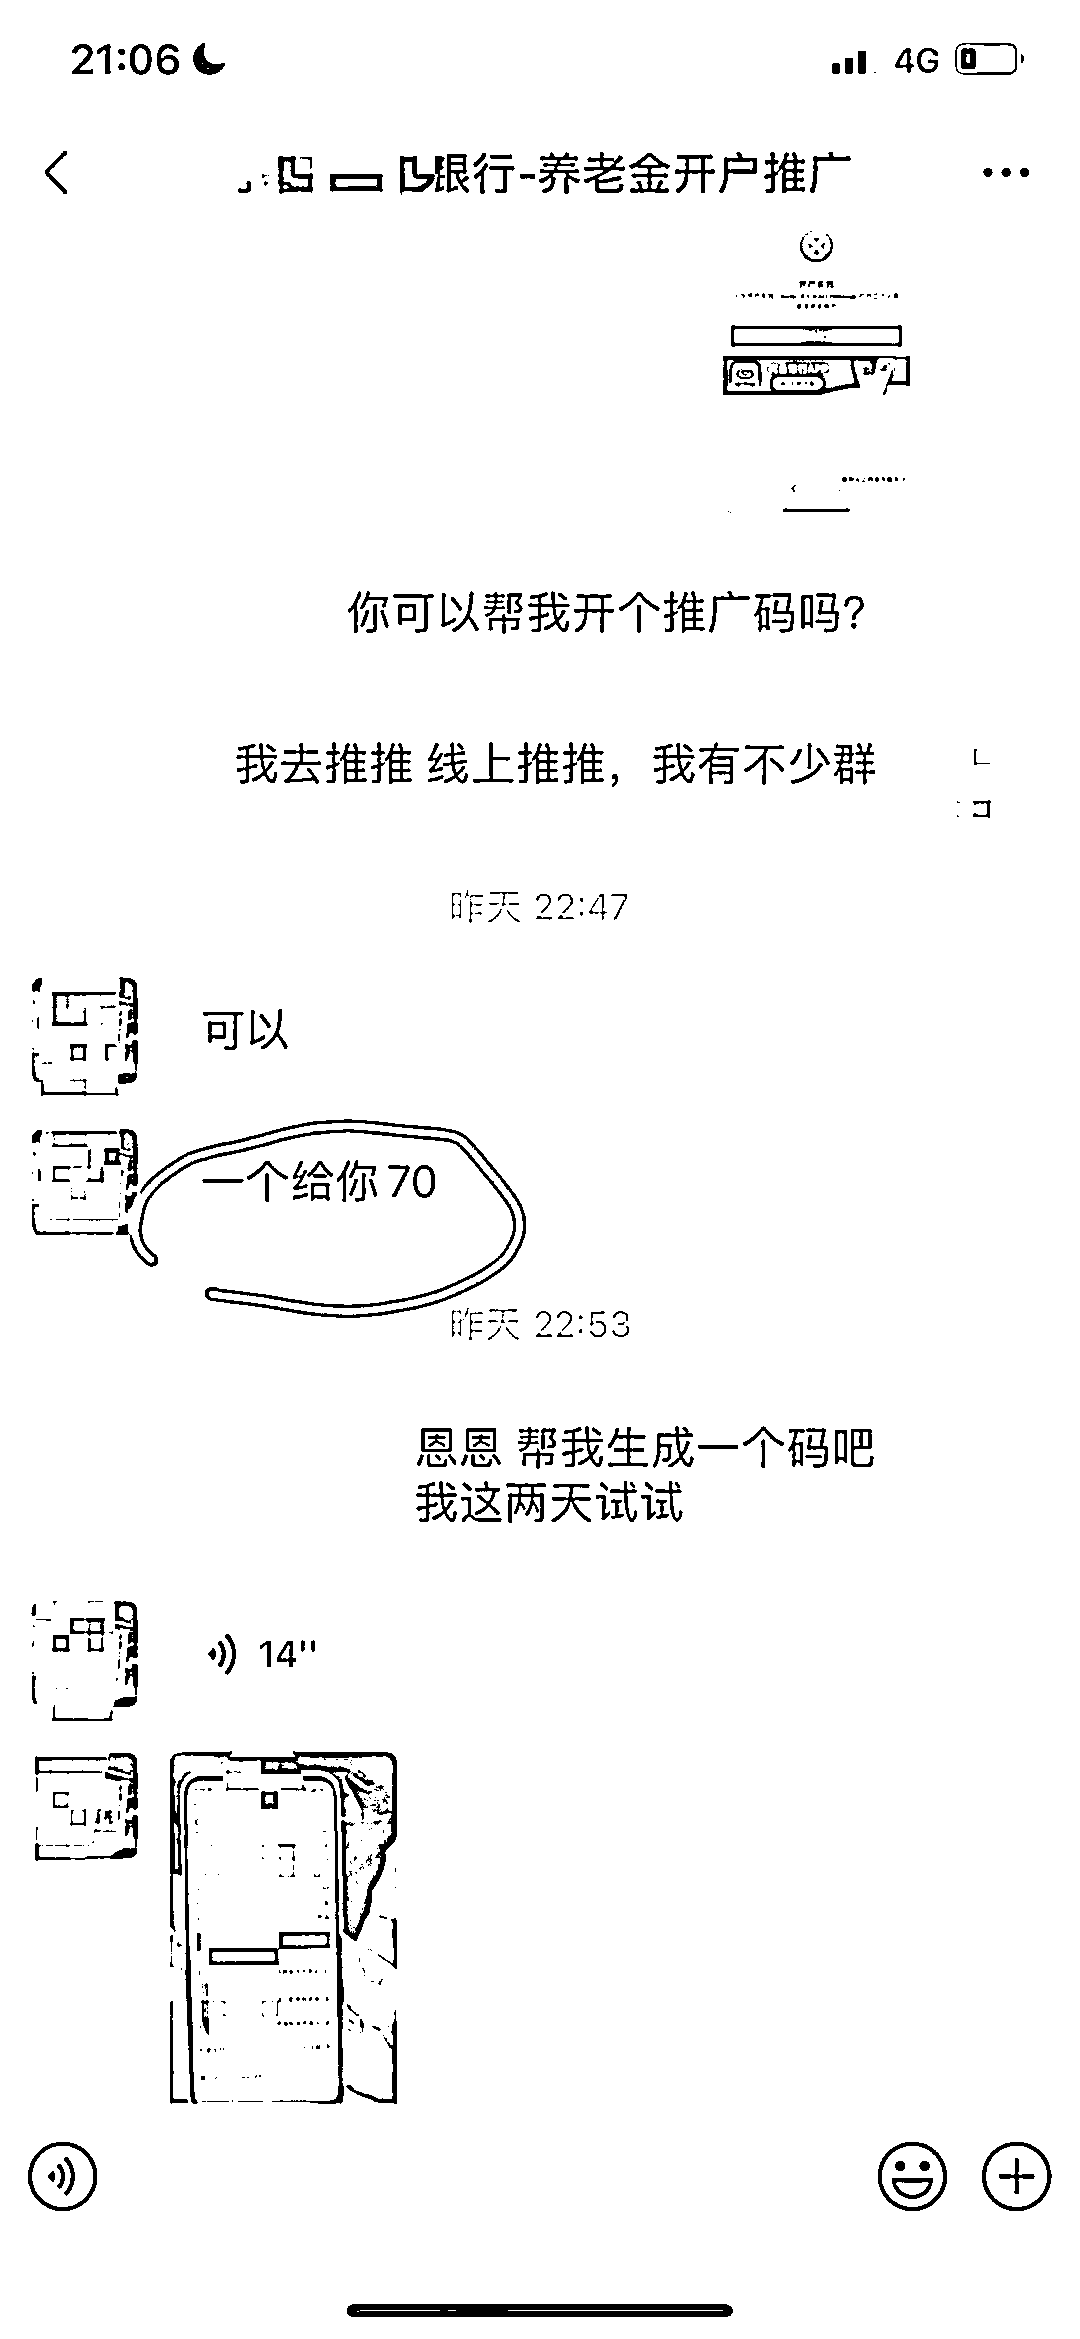 21:06
4G
银行-养老金开户推广
你可以帮我开个推广码吗?
我去推推 线上推推，我有不少群
昨天 22:47
可以
一个给你 70
昨天 22:53
恩恩 帮我生成一个码吧
我这两天试试
14"